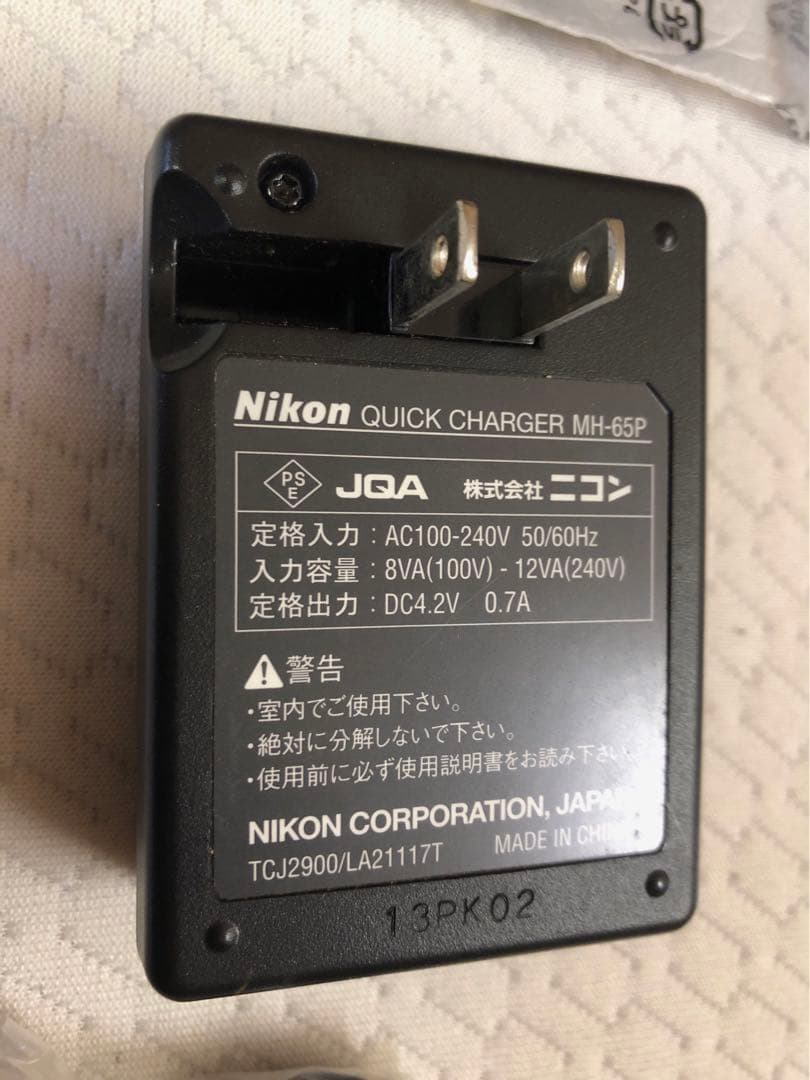 Nikon QUICK CHARGER MH-65P
PS
E
JQA 株式会社 ニコン
定格入力 : AC100-240V 50/60Hz
入力容量 : 8VA(100V) - 12VA(240V)
定格出力 : DC4.2V 0.7A
警告
・室内でご使用下さい。
・絶対に分解しないで下さい。
・使用前に必ず使用説明書をお読み下さい。
NIKON CORPORATION, JAPAN
TCJ2900/LA21117T MADE IN CHINA
13PK02